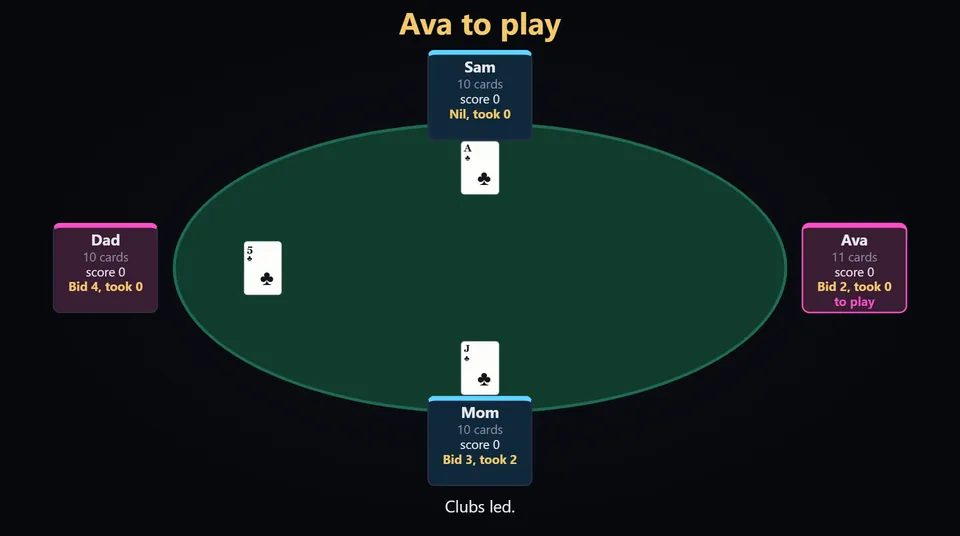 Ava to play
Sam
10 cards
score 0
Nil, took 0
A
♣
♣
Dad
10 cards
score 0
Bid 4, took 0
5
♣
♣
Ava
11 cards
score 0
Bid 2, took 0
to play
J
♣
♣
Mom
10 cards
score 0
Bid 3, took 2
Clubs led.